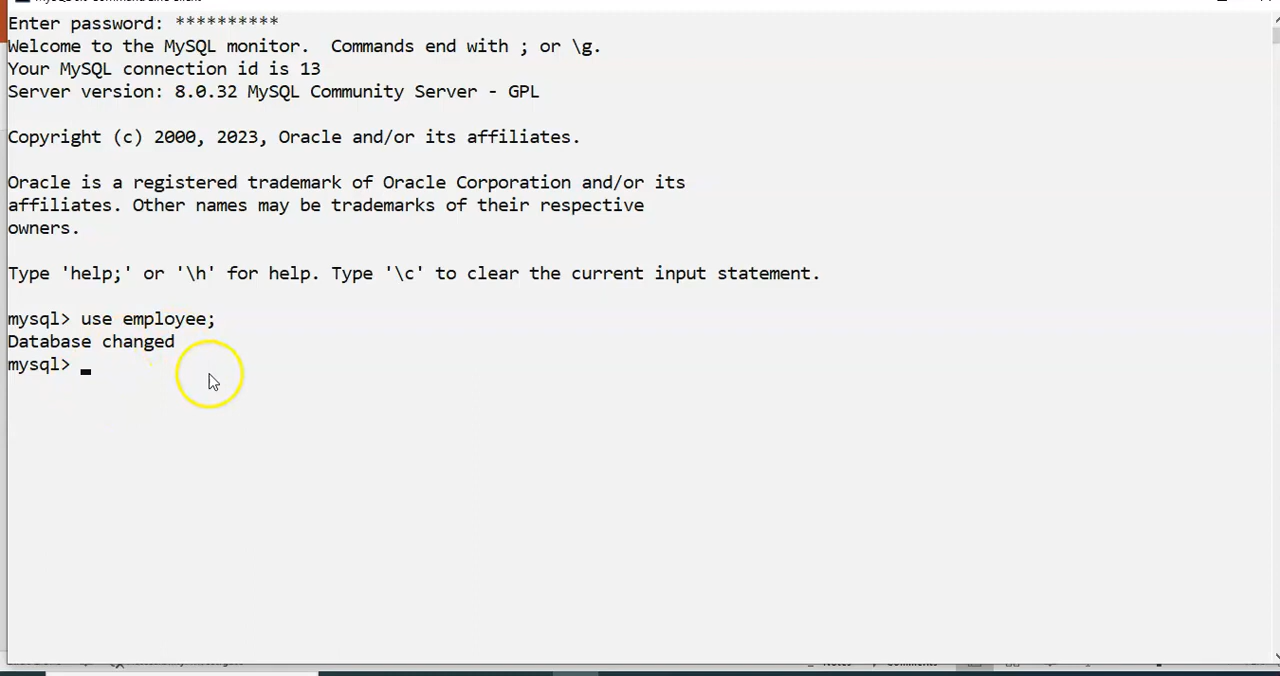 Enter password: **********
Welcome to the MySQL monitor.  Commands end with ; or \g.
Your MySQL connection id is 13
Server version: 8.0.32 MySQL Community Server - GPL
Copyright (c) 2000, 2023, Oracle and/or its affiliates.
Oracle is a registered trademark of Oracle Corporation and/or its
affiliates. Other names may be trademarks of their respective
owners.
Type 'help;' or '\h' for help. Type '\c' to clear the current input statement.
mysql> use employee;
Database changed
mysql>